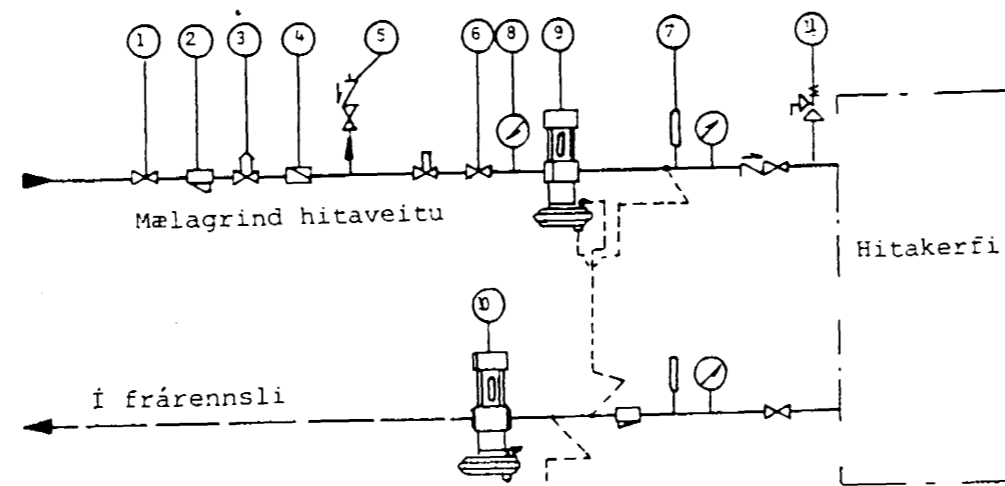 1 2 3 4 5 6 8 9 7 11
Mælagrind hitaveitu
Hitakerfi
10
Í frárennsli